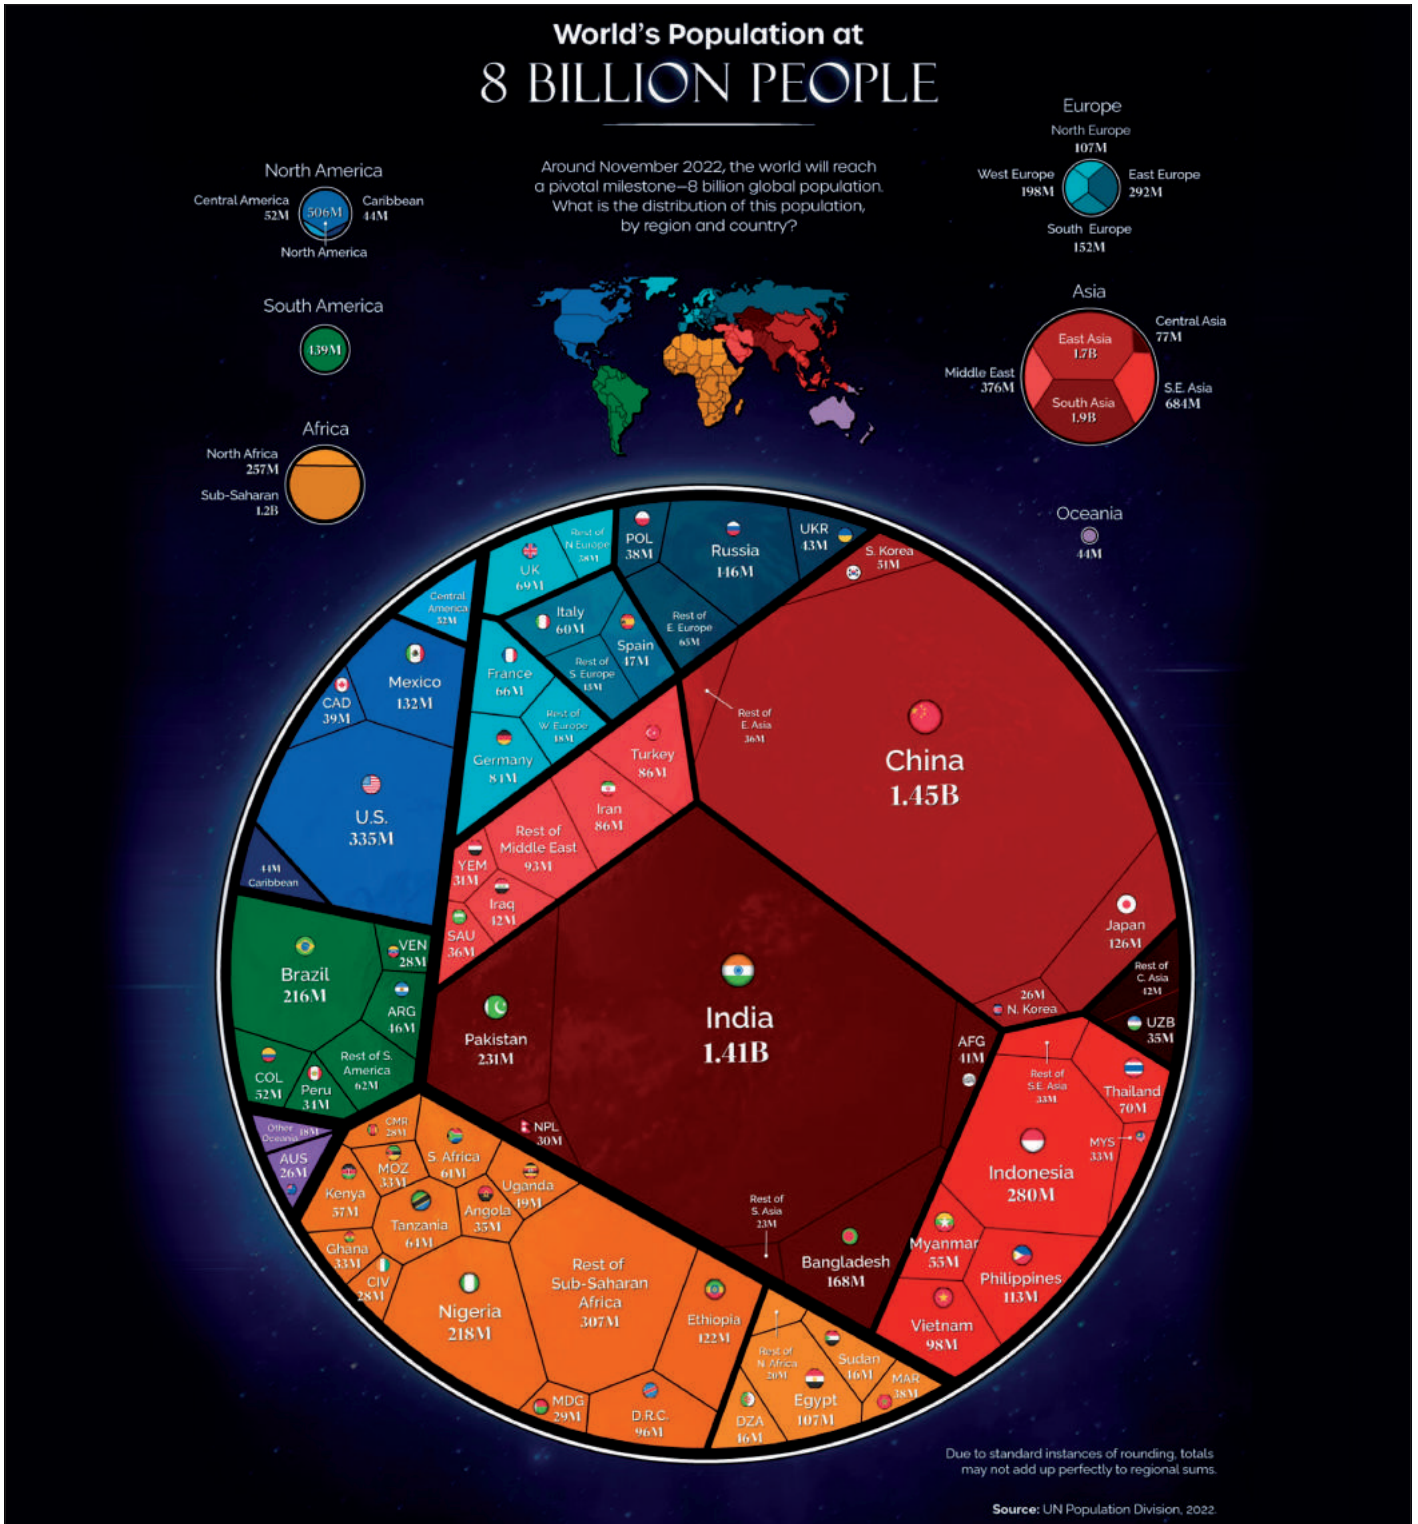 World's Population at
8 BILLION PEOPLE
Around November 2022, the world will reach
a pivotal milestone—8 billion global population.
What is the distribution of this population,
by region and country?
North America
Central America
52M
506M
Caribbean
44M
North America
South America
439M
Africa
North Africa
257M
Sub-Saharan
1.2B
Europe
North Europe
107M
West Europe
198M
East Europe
292M
South Europe
152M
Asia
East Asia
1.7B
Central Asia
77M
Middle East
376M
South Asia
1.9B
S.E. Asia
684M
Oceania
44M
UK
69M
Rest of
N Europe
38M
POL
38M
Russia
146M
UKR
43M
Rest of
E. Europe
65M
Italy
60M
Spain
47M
Rest of
S. Europe
45M
France
66M
Rest of
W. Europe
48M
Germany
84M
Central
America
52M
Mexico
132M
CAD
39M
U.S.
335M
44M
Caribbean
S. Korea
51M
Rest of
E. Asia
36M
China
1.45B
Japan
126M
26M
N. Korea
Turkey
86M
Iran
86M
Rest of
Middle East
93M
YEM
31M
Iraq
42M
SAU
36M
Rest of
C. Asia
42M
UZB
35M
Brazil
216M
VEN
28M
ARG
46M
COL
52M
Peru
34M
Rest of S.
America
62M
Pakistan
231M
India
1.41B
AFG
41M
NPL
30M
Rest of
S. Asia
23M
Bangladesh
168M
Rest of
S.E. Asia
33M
Thailand
70M
MYS
33M
Indonesia
280M
Myanmar
55M
Philippines
113M
Vietnam
98M
Other
Oceania
18M
AUS
26M
CMR
28M
MOZ
33M
S. Africa
61M
Kenya
57M
Tanzania
64M
Angola
35M
Uganda
49M
Ghana
33M
CIV
28M
Nigeria
218M
Rest of
Sub-Saharan
Africa
307M
Ethiopia
122M
MDG
29M
D.R.C.
96M
Rest of
N. Africa
20M
Sudan
46M
MAR
38M
Egypt
107M
DZA
46M
Due to standard instances of rounding, totals
may not add up perfectly to regional sums.
Source: UN Population Division, 2022.